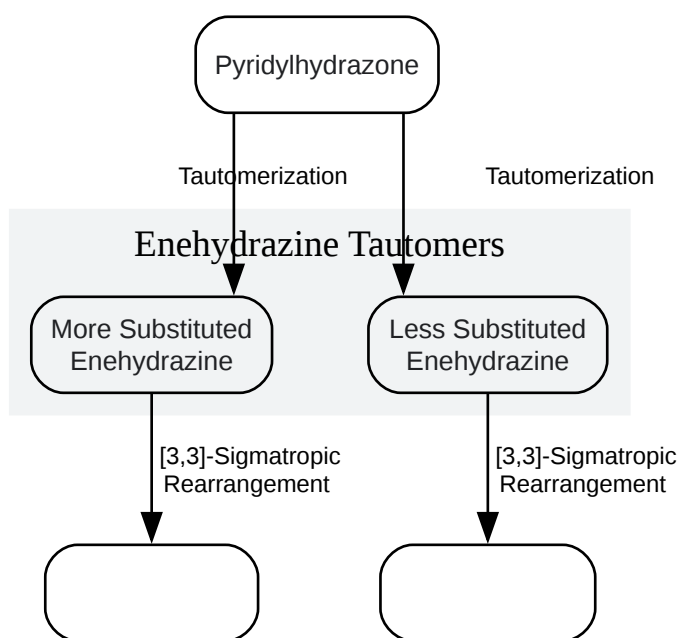 Pyridylhydrazone
Tautomerization
Tautomerization
Enehydrazine Tautomers
More Substituted
Enehydrazine
Less Substituted
Enehydrazine
[3,3]-Sigmatropic
Rearrangement
[3,3]-Sigmatropic
Rearrangement